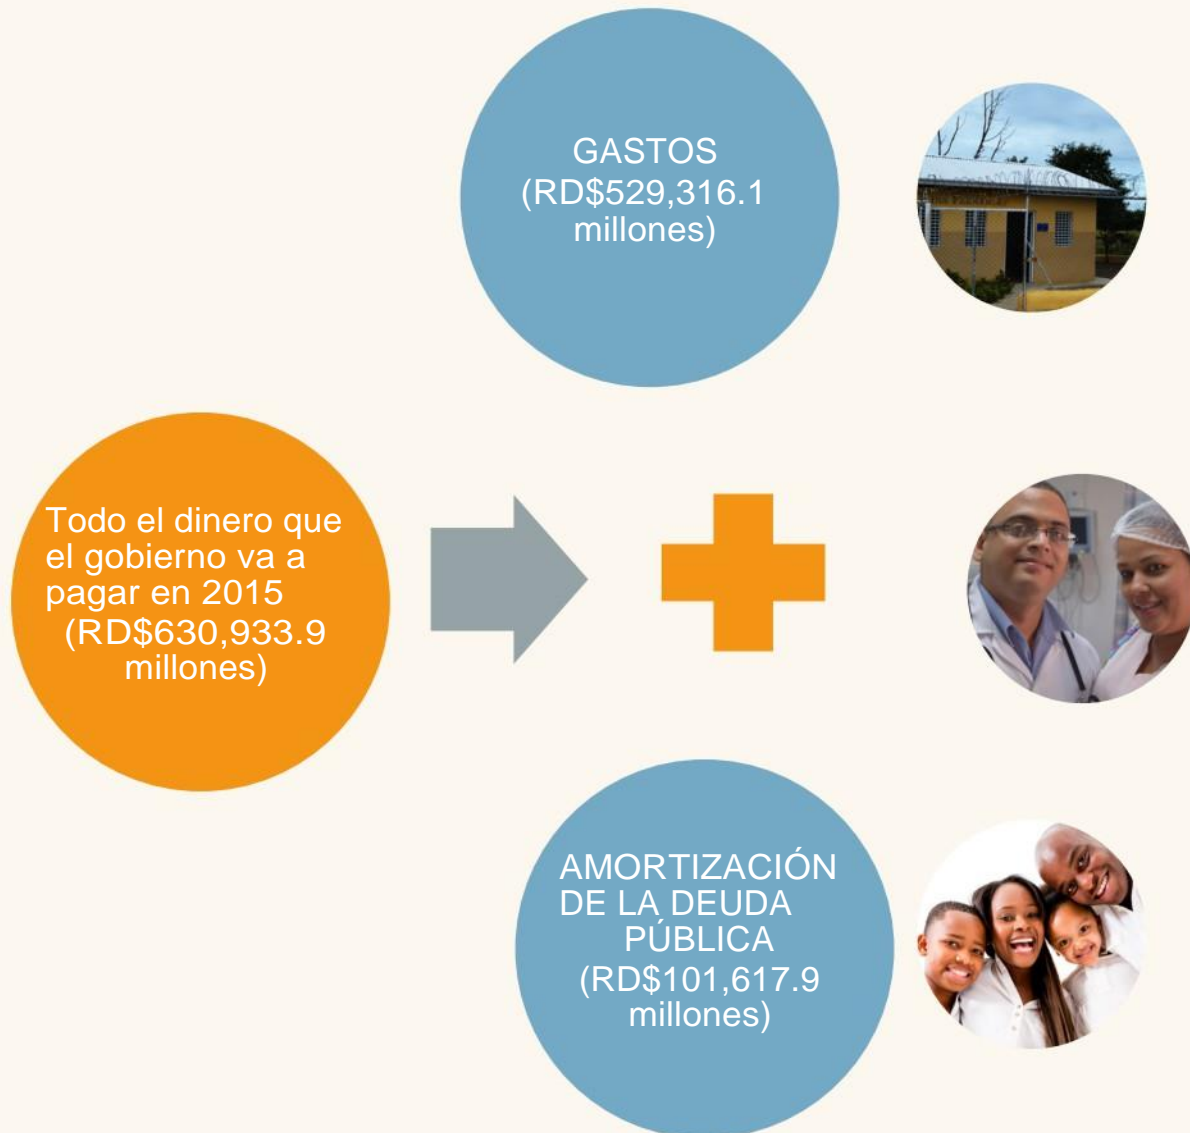 GASTOS
(RD$529,316.1
millones)
Todo el dinero que
el gobierno va a
pagar en 2015
(RD$630,933.9
millones)
AMORTIZACIÓN
DE LA DEUDA
PÚBLICA
(RD$101,617.9
millones)